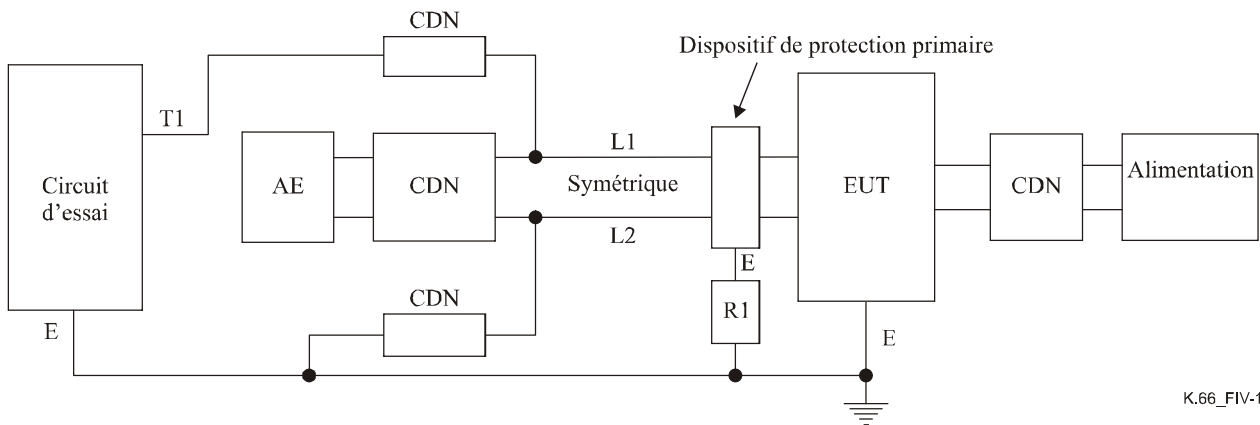 CDN
Dispositif de protection primaire
T1
L1
Circuit
d'essai
AE
CDN
Symétrique
EUT
CDN
Alimentation
L2
E
CDN
R1
E
E
K.66_FIV-1